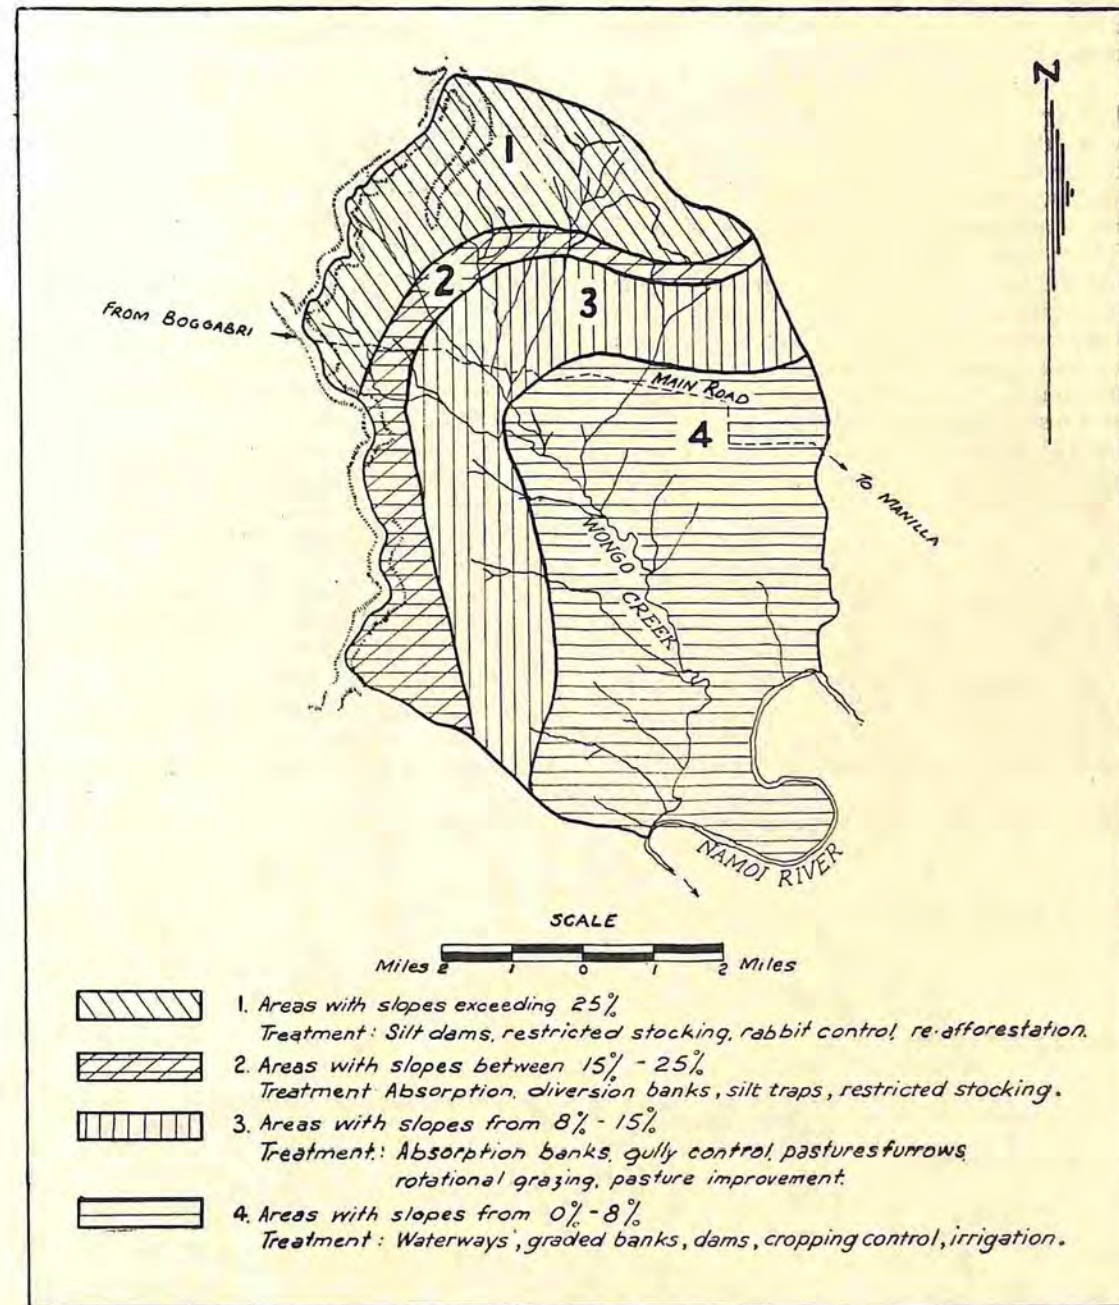 N
1
2
3
FROM BOGGABRI
MAIN ROAD
4
TO MANILLA
WONGO
CREEK
NAMOI RIVER
SCALE
Miles 2 1 0 1 2 Miles
1. Areas with slopes exceeding 25%
Treatment: Silt dams, restricted stocking, rabbit control, re-afforestation.
2. Areas with slopes between 15% - 25%
Treatment Absorption, diversion banks, silt traps, restricted stocking.
3. Areas with slopes from 8% - 15%
Treatment: Absorption banks, gully control, pastures furrows,
rotational grazing, pasture improvement.
4. Areas with slopes from 0% - 8%
Treatment: Waterways, graded banks, dams, cropping control, irrigation.